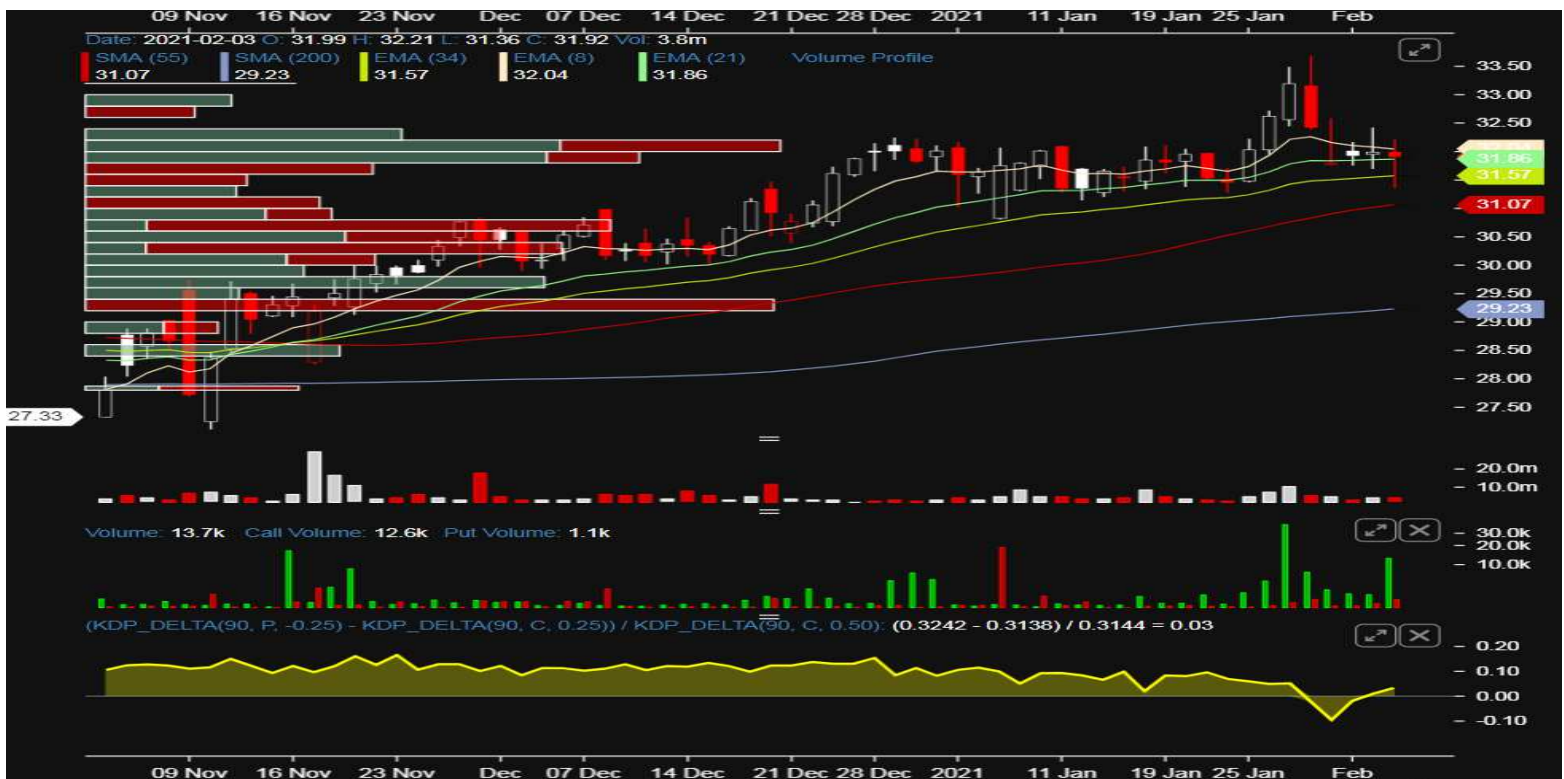 09 Nov 16 Nov 23 Nov Dec 07 Dec 14 Dec 21 Dec 28 Dec 2021 11 Jan 19 Jan 25 Jan Feb
Date: 2021-02-03 O: 31.99 H: 32.21 L: 31.36 C: 31.92 Vol: 3.8m
SMA (55) SMA (200) EMA (34) EMA (8) EMA (21) Volume Profile
31.07 29.23 31.57 32.04 31.86
33.50
33.00
32.50
32.04
31.86
31.57
31.07
30.50
30.00
29.50
29.23
29.00
28.50
28.00
27.50
27.33
20.0m
10.0m
Volume: 13.7k Call Volume: 12.6k Put Volume: 1.1k
30.0k
20.0k
10.0k
(KDP_DELTA(90, P, -0.25) - KDP_DELTA(90, C, 0.25)) / KDP_DELTA(90, C, 0.50): (0.3242 - 0.3138) / 0.3144 = 0.03
0.20
0.10
0.00
-0.10
09 Nov 16 Nov 23 Nov Dec 07 Dec 14 Dec 21 Dec 28 Dec 2021 11 Jan 19 Jan 25 Jan Feb